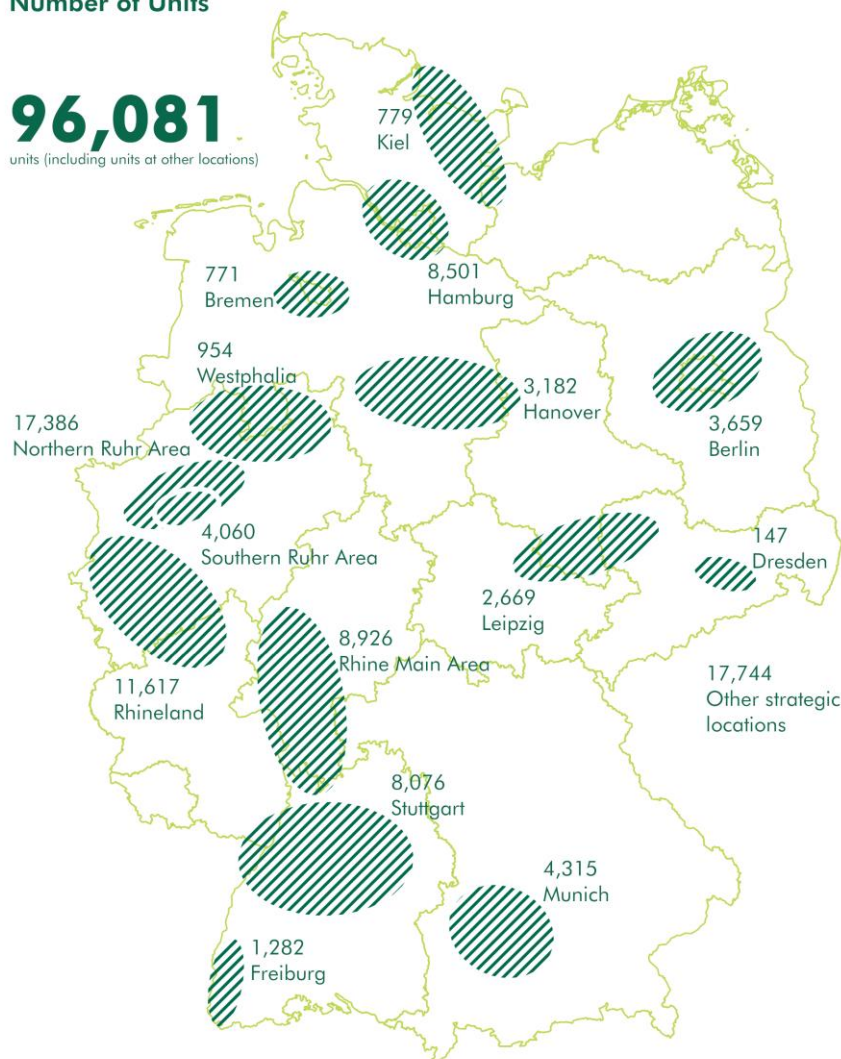 Number of Units
96,081
units (including units at other locations)
779
Kiel
8,501
Hamburg
771
Bremen
954
Westphalia
3,182
Hanover
3,659
Berlin
17,386
Northern Ruhr Area
4,060
Southern Ruhr Area
147
Dresden
2,669
Leipzig
8,926
Rhine Main Area
11,617
Rhineland
17,744
Other strategic
locations
8,076
Stuttgart
4,315
Munich
1,282
Freiburg